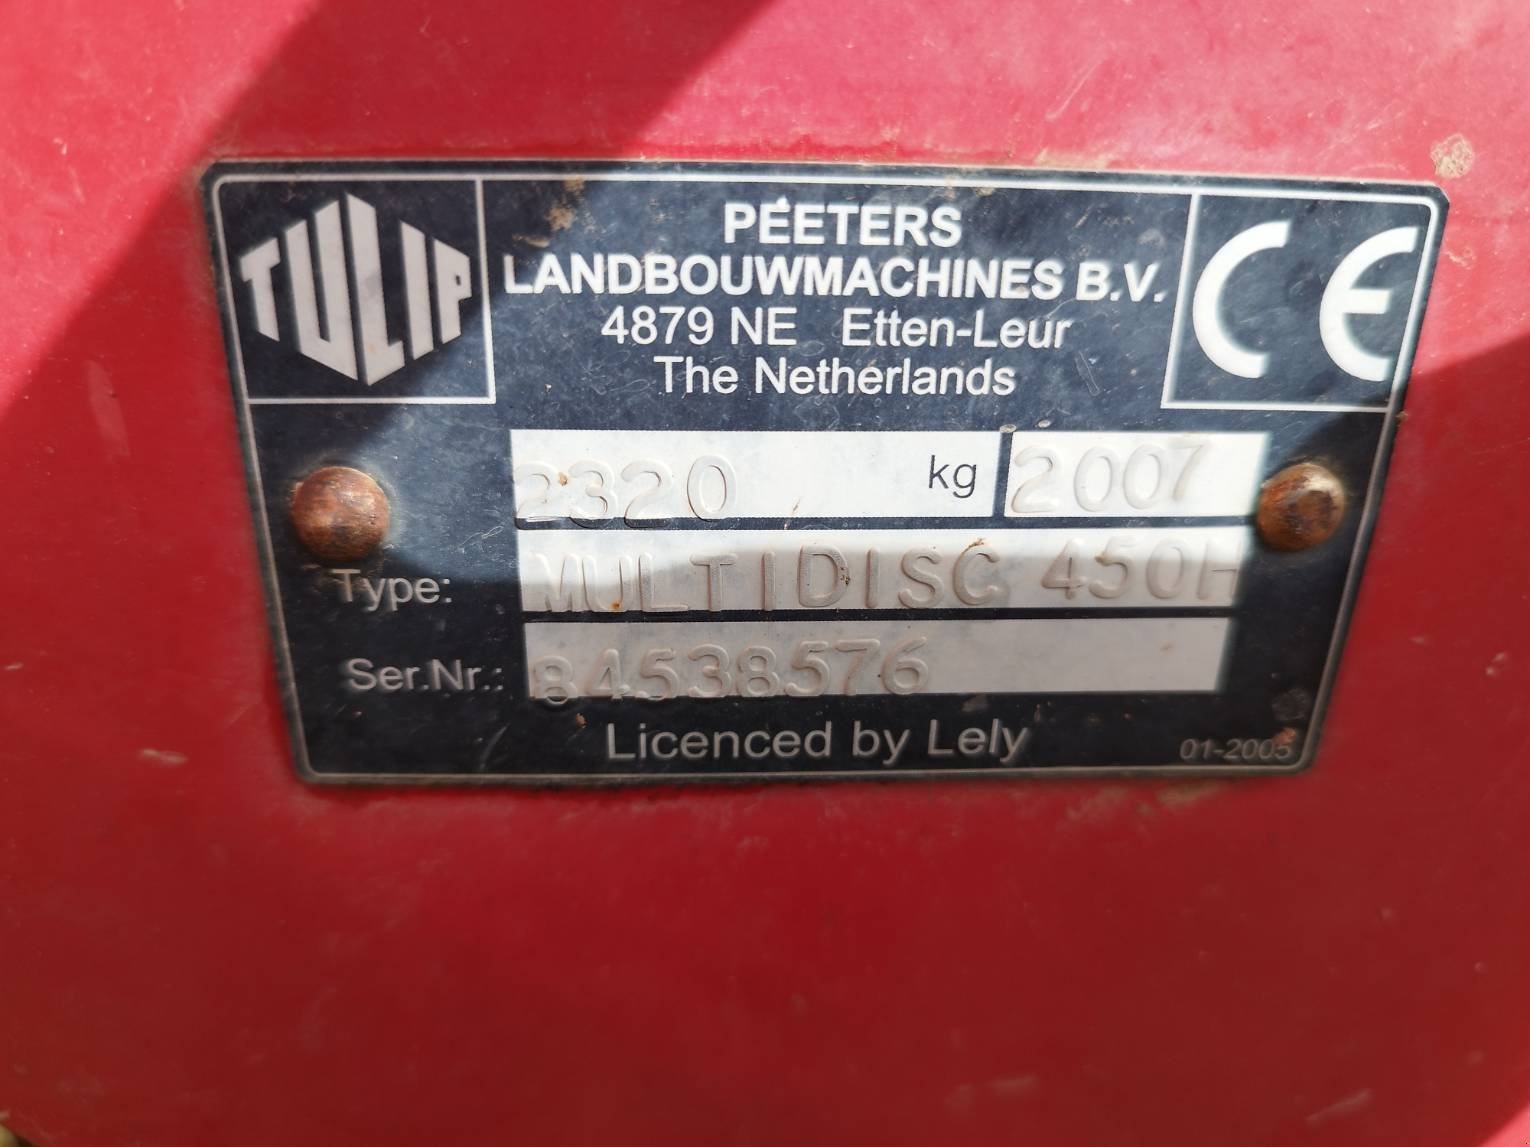 TULIP
PEETERS
LANDBOUWMACHINES B.V.
4879 NE Etten-Leur
The Netherlands
CE
2320 kg 2007
Type: MULTIDISC 450H
Ser.Nr.: 84538576
Licenced by Lely
01-2005